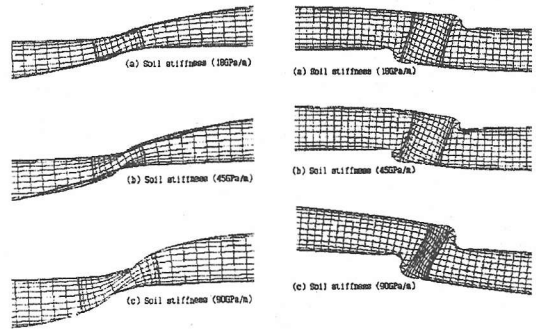 (a) Soil stiffness (18GPa/m)
(b) Soil stiffness (45GPa/m)
(c) Soil stiffness (90GPa/m)
(a) Soil stiffness (18GPa/m)
(b) Soil stiffness (45GPa/m)
(c) Soil stiffness (90GPa/m)